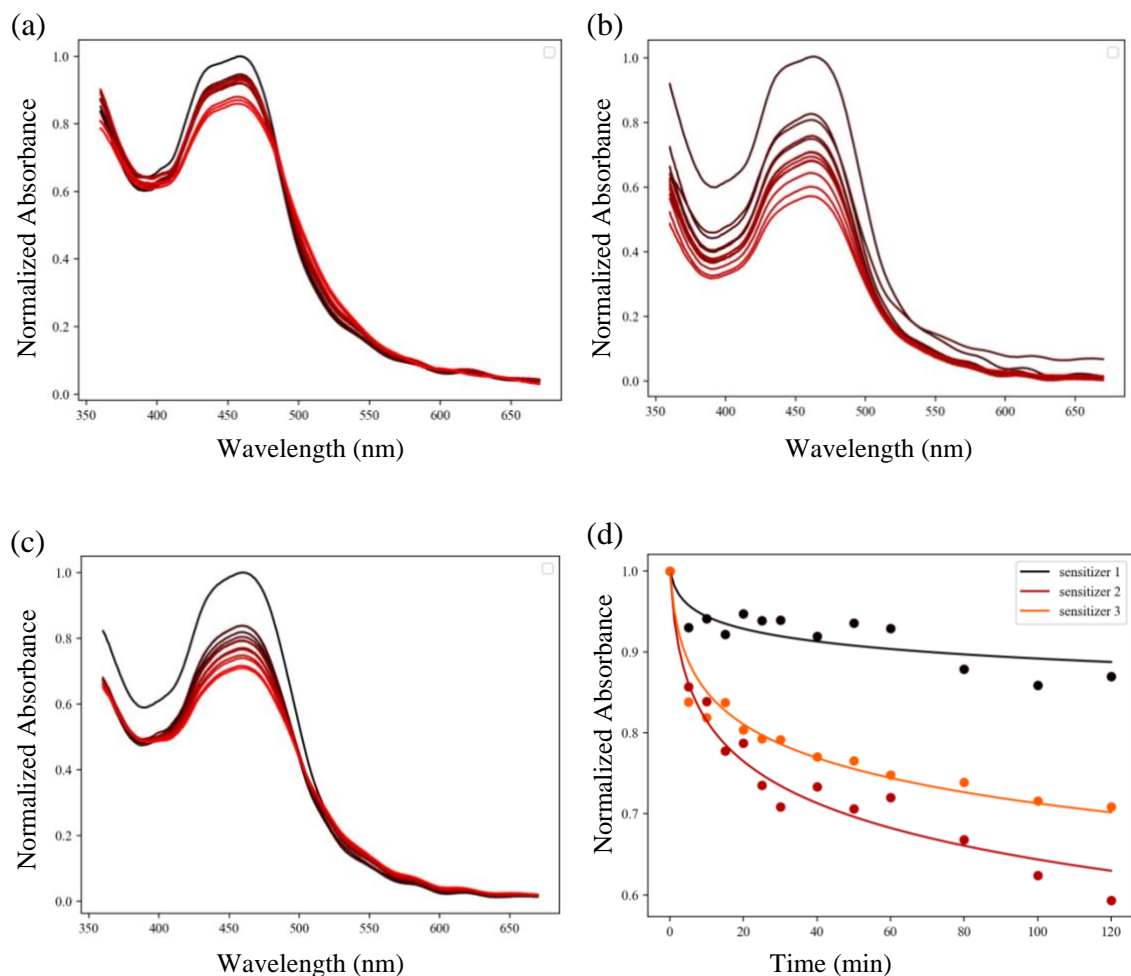 (a)
Normalized Absorbance
1.0
0.8
0.6
0.4
0.2
0.0
350 400 450 500 550 600 650
Wavelength (nm)
(b)
Normalized Absorbance
1.0
0.8
0.6
0.4
0.2
0.0
350 400 450 500 550 600 650
Wavelength (nm)
(c)
Normalized Absorbance
1.0
0.8
0.6
0.4
0.2
0.0
350 400 450 500 550 600 650
Wavelength (nm)
(d)
Normalized Absorbance
1.0
0.9
0.8
0.7
0.6
sensitizer 1
sensitizer 2
sensitizer 3
0 20 40 60 80 100 120
Time (min)